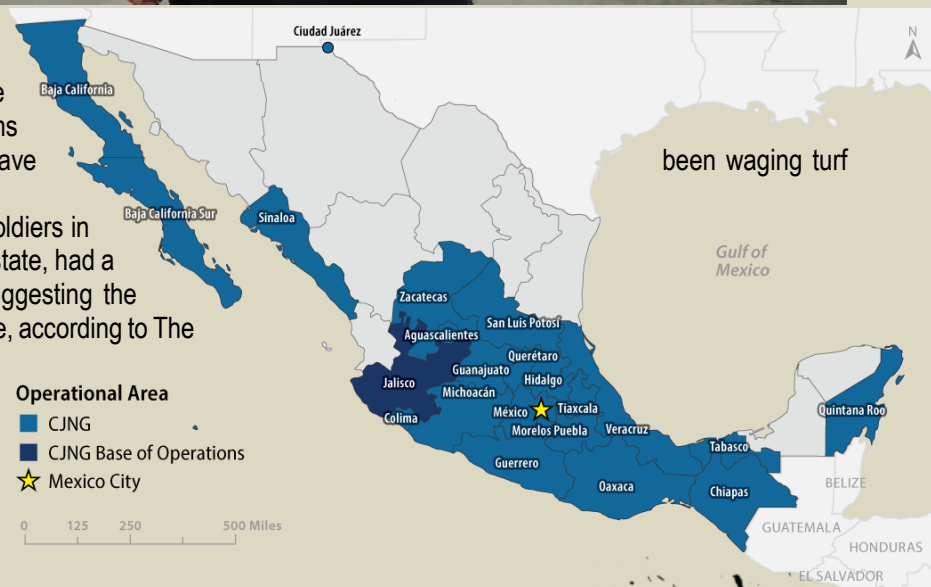 Ciudad Juárez
N
e
Baja California
ns
ave
been waging turf
Baja California Sur
Sinaloa
oldiers in
state, had a
Gulf of
Mexico
uggesting the
Zacatecas
San Luis Potosí
e, according to The
Aguascalientes
Querétaro
Guanajuato
Hidalgo
Operational Area
Jalisco
Michoacán
CJNG
Colima
México
Tlaxcala
Quintana Roo
Morelos
Puebla
Veracruz
CJNG Base of Operations
Tabasco
Mexico City
Guerrero
Oaxaca
Chiapas
BELIZE
0 125 250 500 Miles
GUATEMALA
HONDURAS
EL SALVADOR